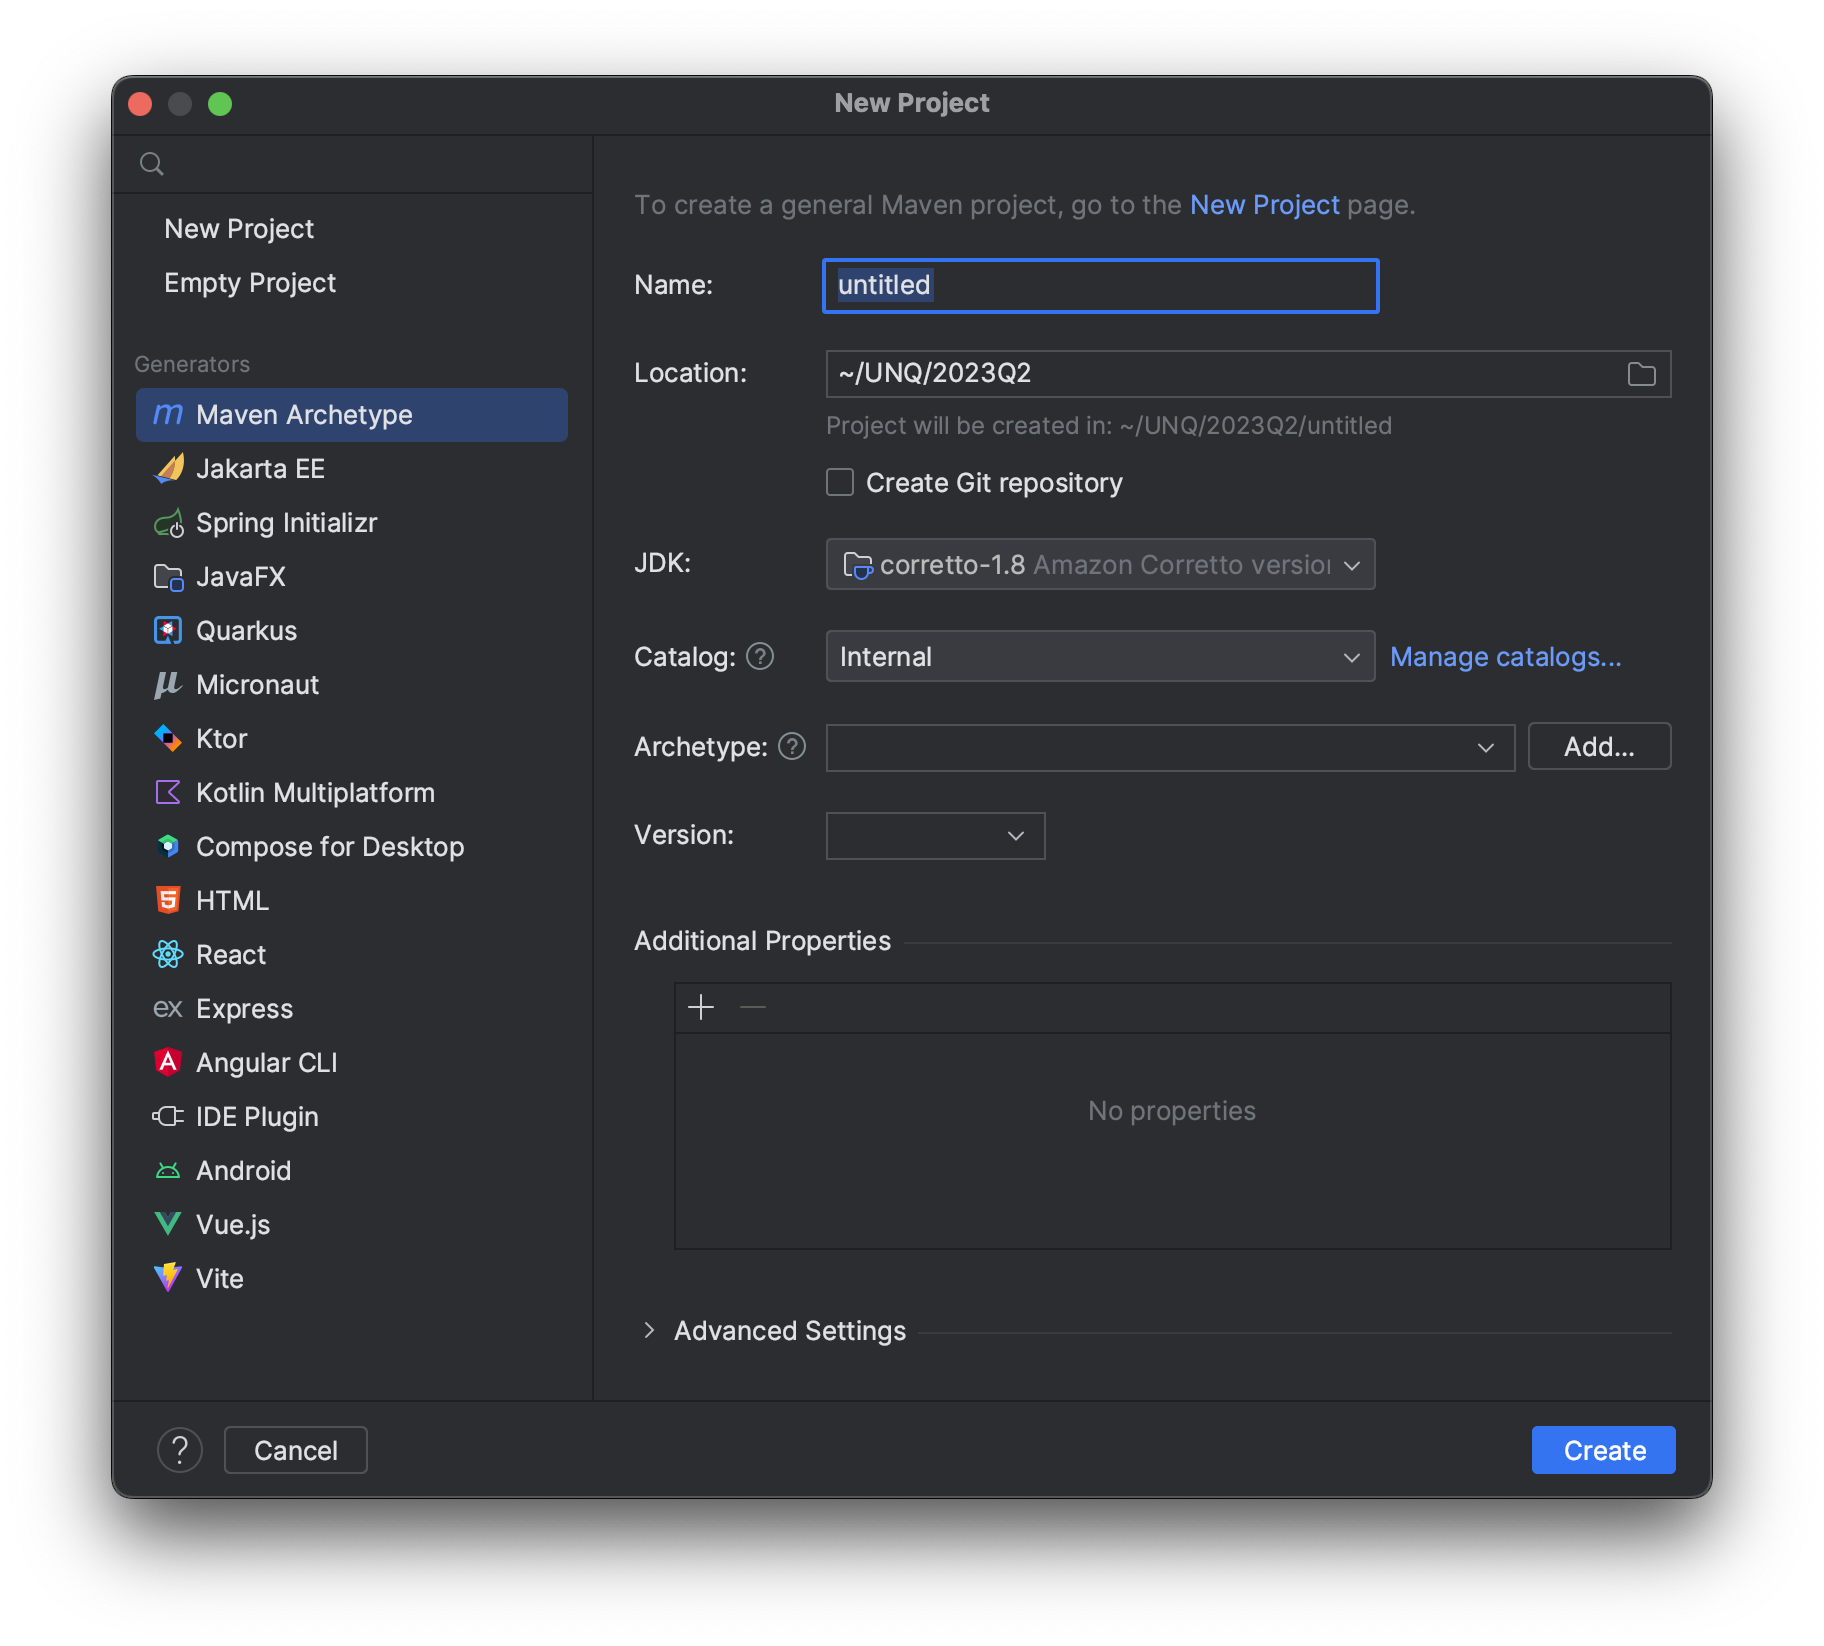 New Project
New Project
Empty Project
Generators
m Maven Archetype
Jakarta EE
Spring Initializr
JavaFX
Quarkus
µ Micronaut
Ktor
Kotlin Multiplatform
Compose for Desktop
5 HTML
React
ex Express
A Angular CLI
IDE Plugin
Android
Vue.js
Vite
To create a general Maven project, go to the New Project page.
Name: untitled
Location: ~/UNQ/2023Q2
Project will be created in: ~/UNQ/2023Q2/untitled
Create Git repository
JDK: corretto-1.8 Amazon Corretto version
Catalog: ? Internal Manage catalogs...
Archetype: ? Add...
Version:
Additional Properties
No properties
Advanced Settings
? Cancel Create